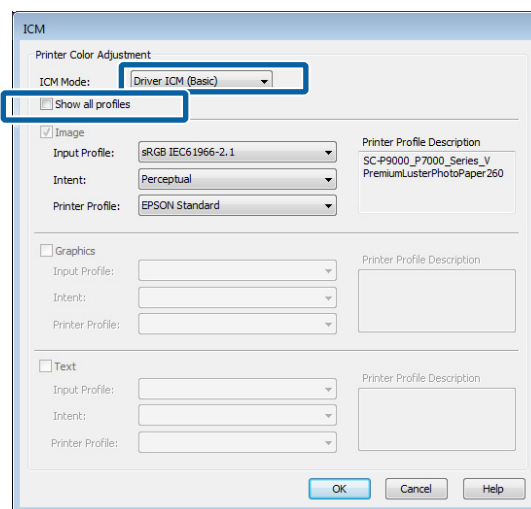 ICM
Printer Color Adjustment
ICM Mode: Driver ICM (Basic)
Show all profiles
Image
Input Profile: sRGB IEC61966-2.1
Intent: Perceptual
Printer Profile: EPSON Standard
Printer Profile Description
SC-P9000_P7000_Series_V
PremiumLusterPhotoPaper260
Graphics
Input Profile:
Intent:
Printer Profile:
Printer Profile Description
Text
Input Profile:
Intent:
Printer Profile:
Printer Profile Description
OK Cancel Help